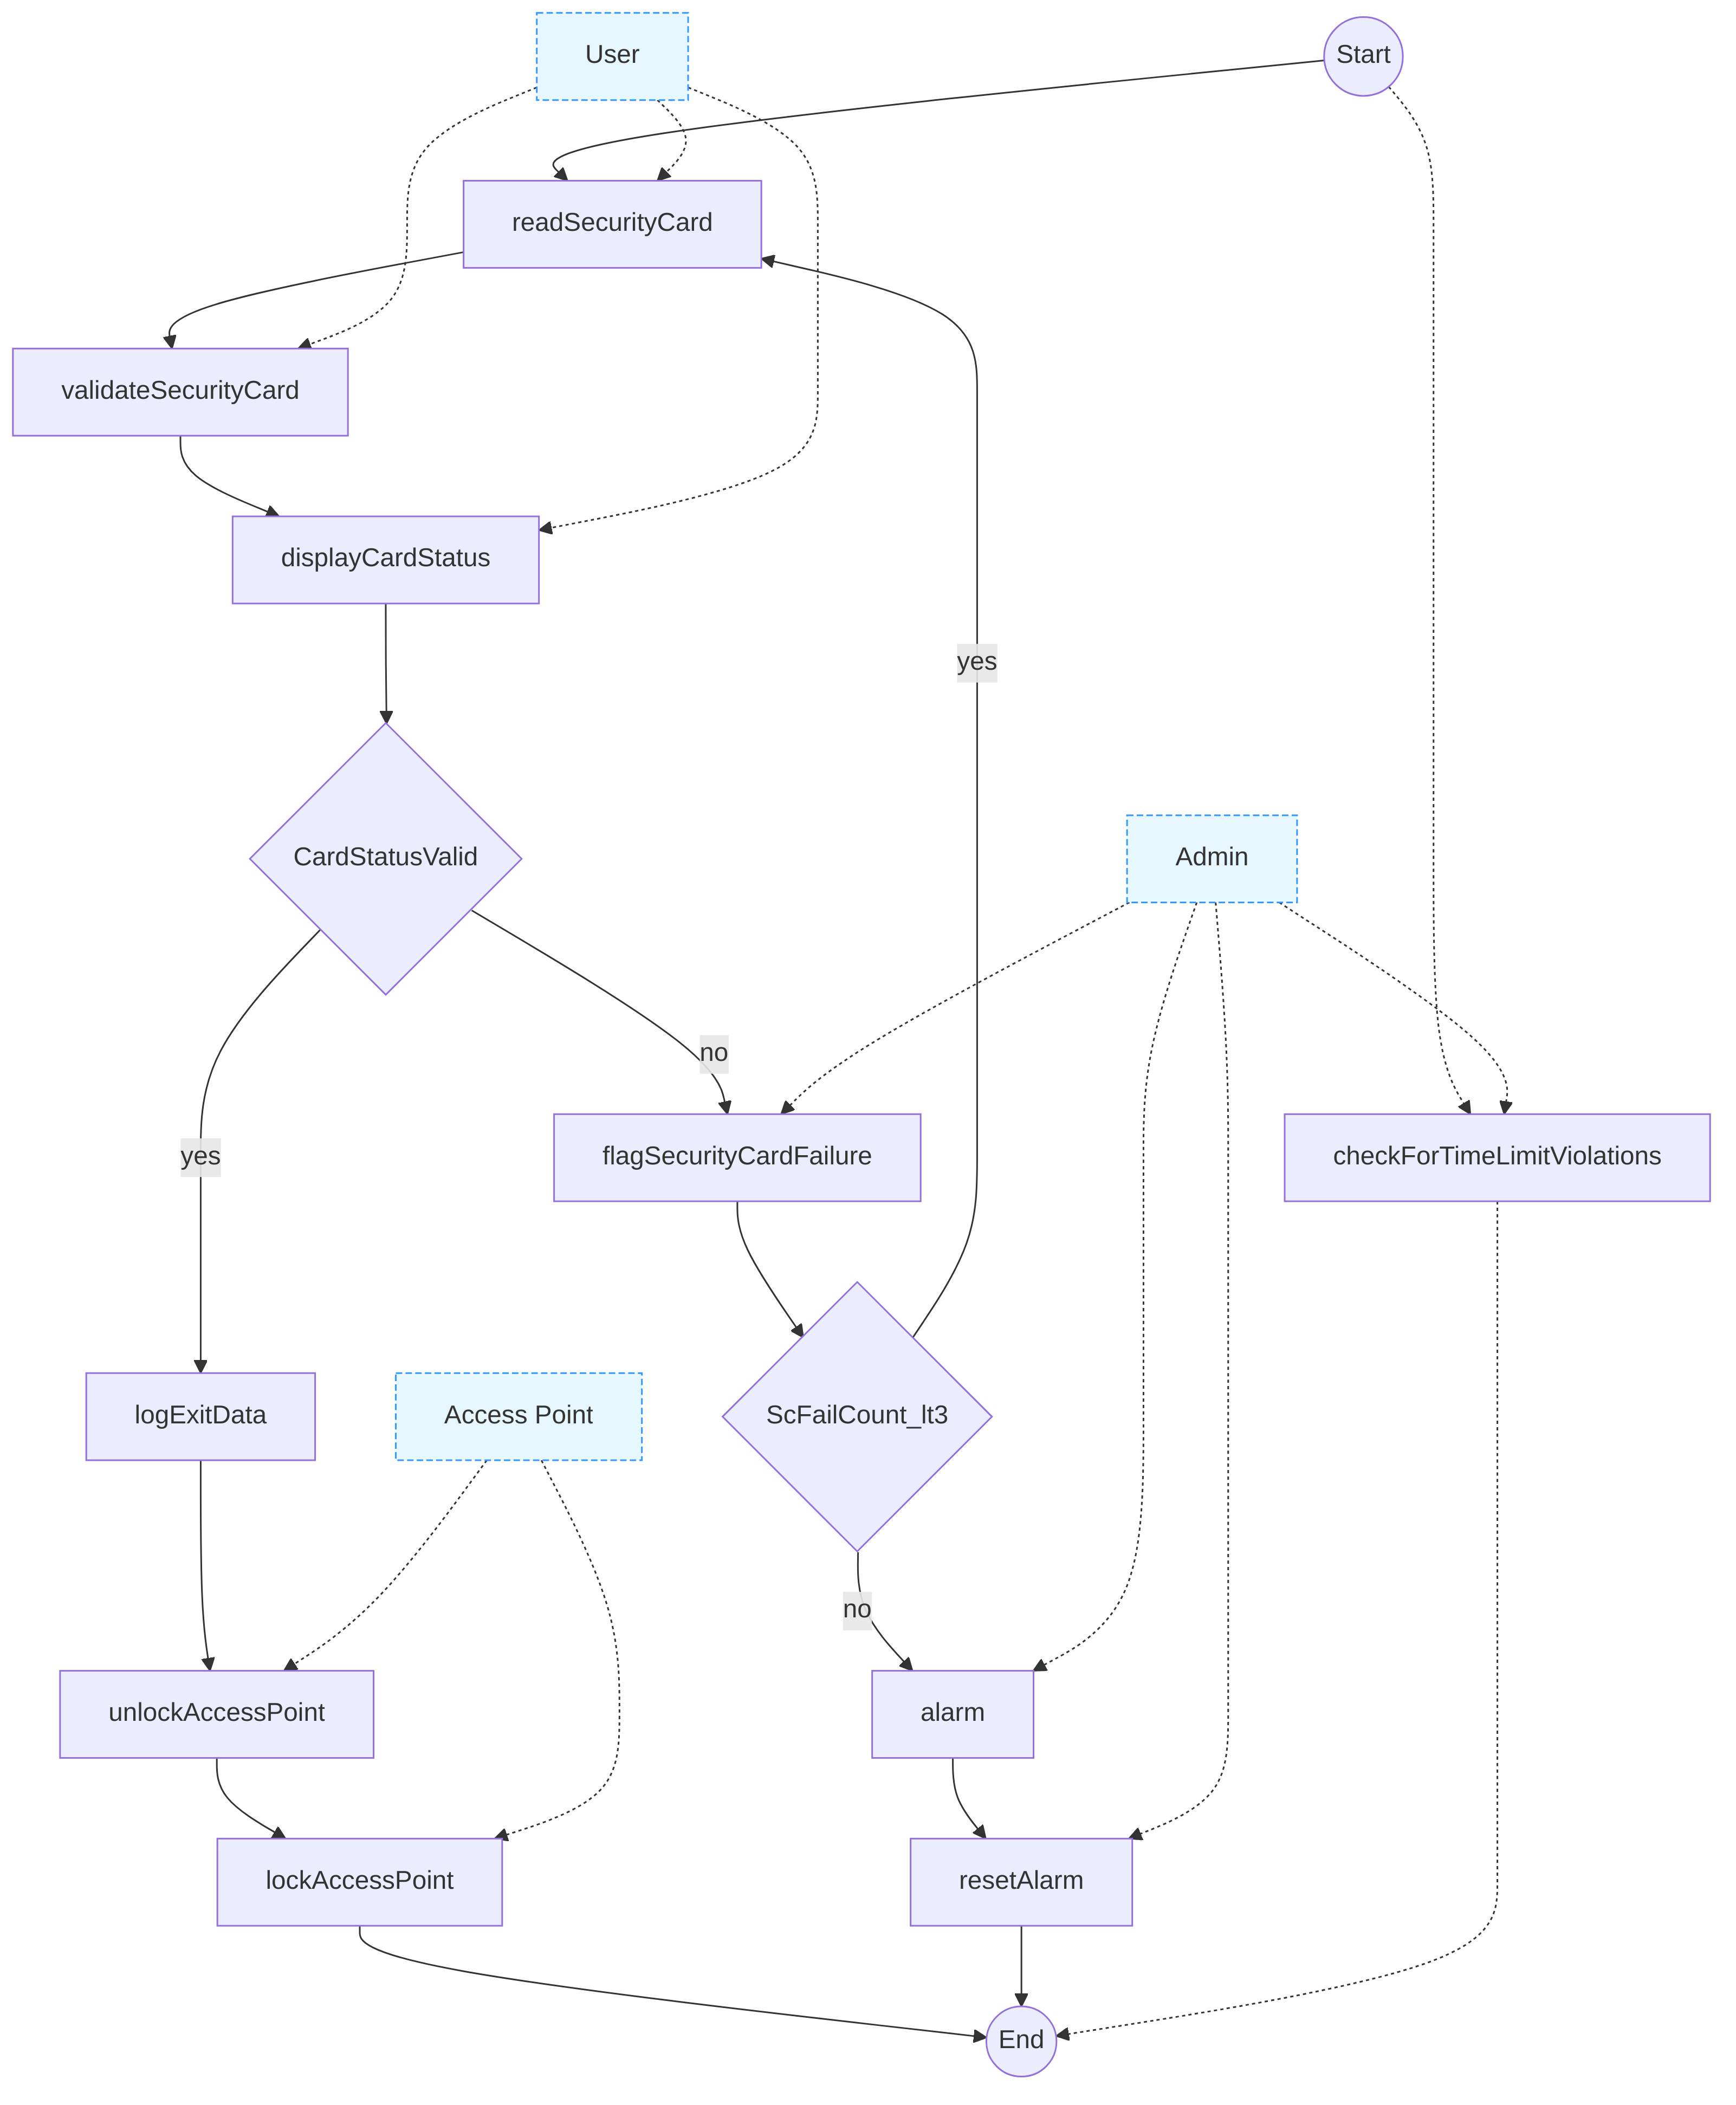 User
Start
readSecurityCard
validateSecurityCard
displayCardStatus
yes
CardStatusValid
Admin
no
yes
flagSecurityCardFailure
checkForTimeLimitViolations
logExitData
Access Point
ScFailCount_lt3
no
unlockAccessPoint
alarm
lockAccessPoint
resetAlarm
End